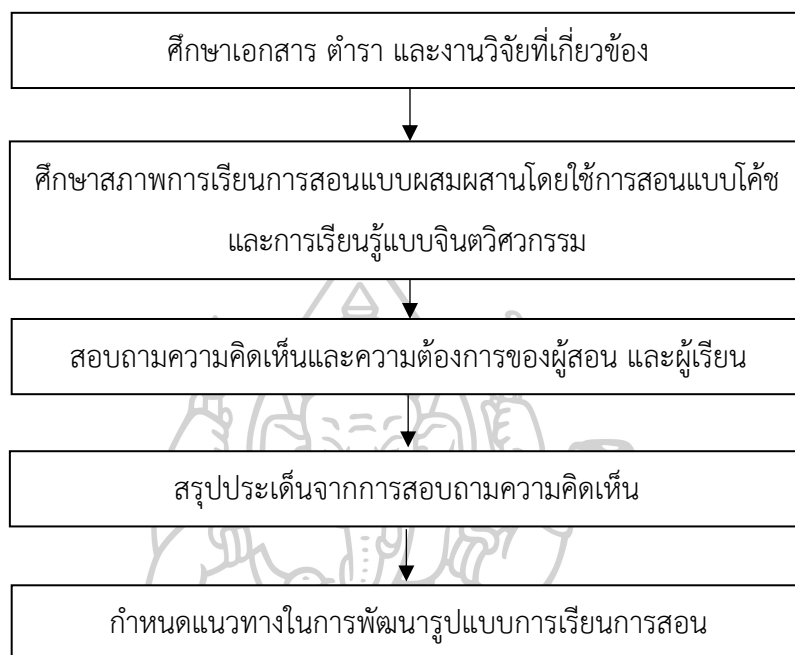 ศึกษาเอกสาร ตำรา และงานวิจัยที่เกี่ยวข้อง
ศึกษาสภาพการเรียนการสอนแบบผสมผสานโดยใช้การสอนแบบโค้ช
และการเรียนรู้แบบจินตวิศวกรรม
สอบถามความคิดเห็นและความต้องการของผู้สอน และผู้เรียน
สรุปประเด็นจากการสอบถามความคิดเห็น
กำหนดแนวทางในการพัฒนารูปแบบการเรียนการสอน